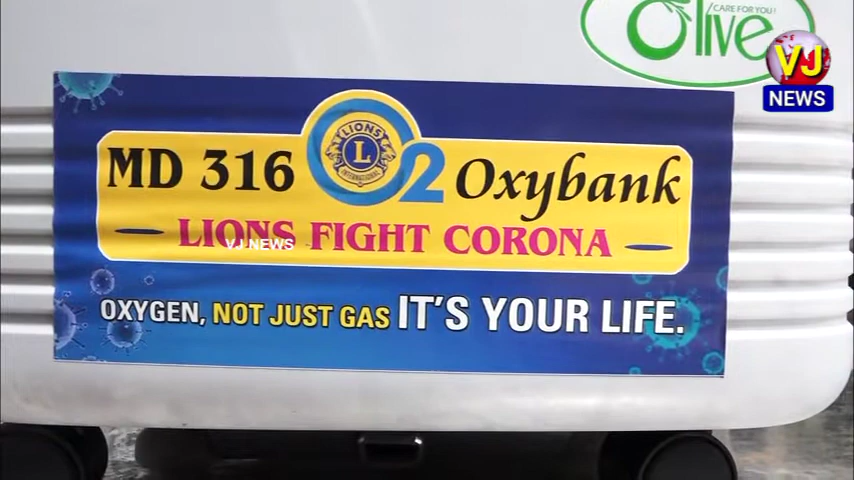 CARE FOR YOU!
Olive
VJ
NEWS
LIONS
L
INTERNATIONAL
MD 316 O2 Oxybank
LIONS FIGHT CORONA
VJ NEWS
OXYGEN, NOT JUST GAS IT'S YOUR LIFE.